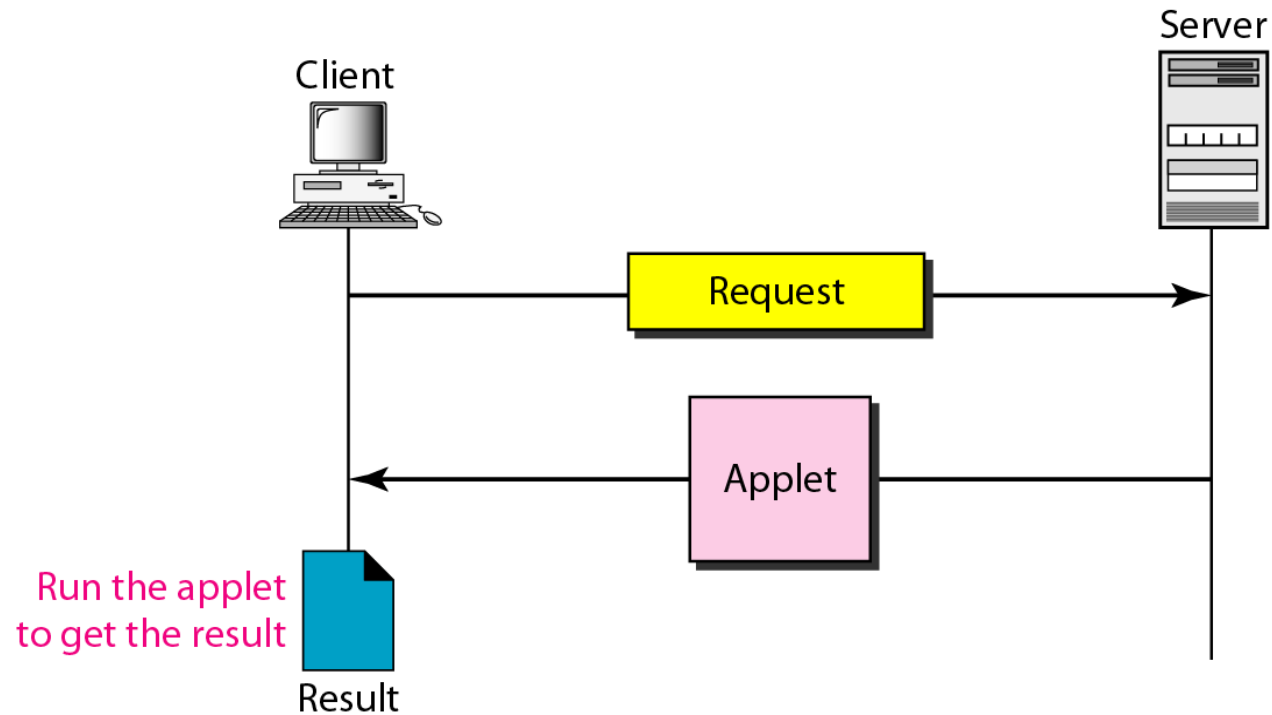 Server
Client
Request
Applet
Run the applet
to get the result
Result